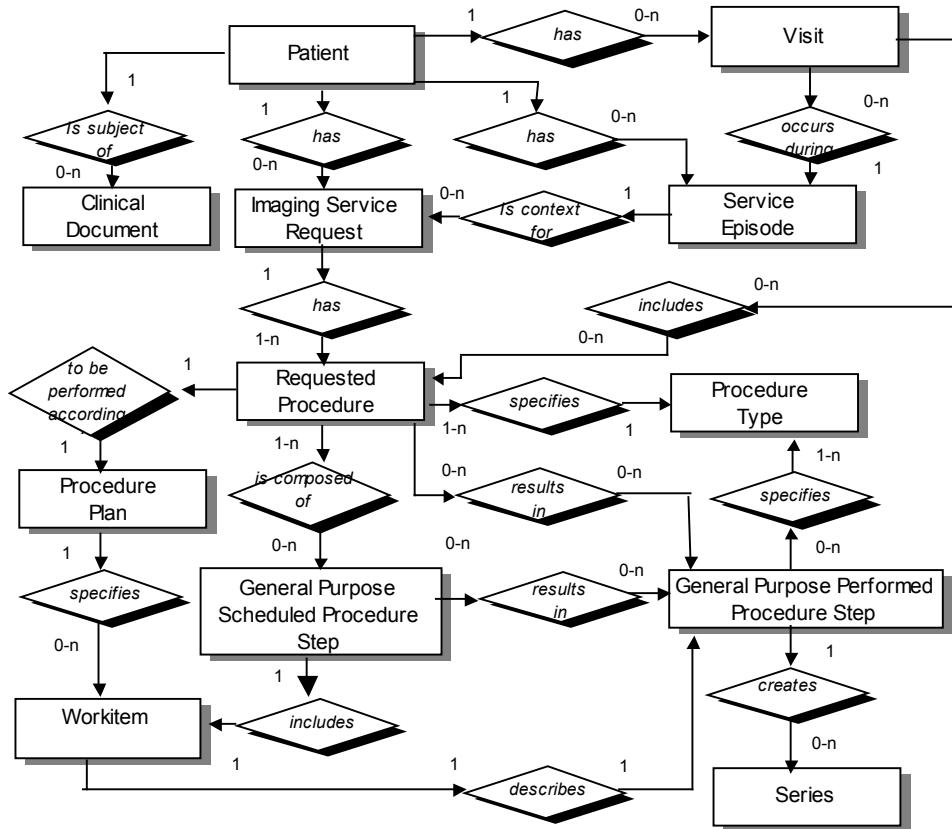 1
0-n
has
Patient
Visit
1
1
1
0-n
Is subject
of
has
has
0-n
occurs
during
1
0-n
0-n
0-n
1
Clinical
Document
Imaging Service
Request
Is context
for
Service
Episode
1
has
includes
0-n
0-n
1-n
to be
performed
according
1
Requested
Procedure
specifies
Procedure
Type
1-n
1
1
1-n
1-n
Procedure
Plan
is composed
of
0-n
results
in
0-n
specifies
1
0-n
0-n
0-n
0-n
specifies
General Purpose
Scheduled Procedure
Step
results
in
General Purpose Performed
Procedure Step
0-n
1
1
creates
Workitem
includes
0-n
1
1
1
describes
Series